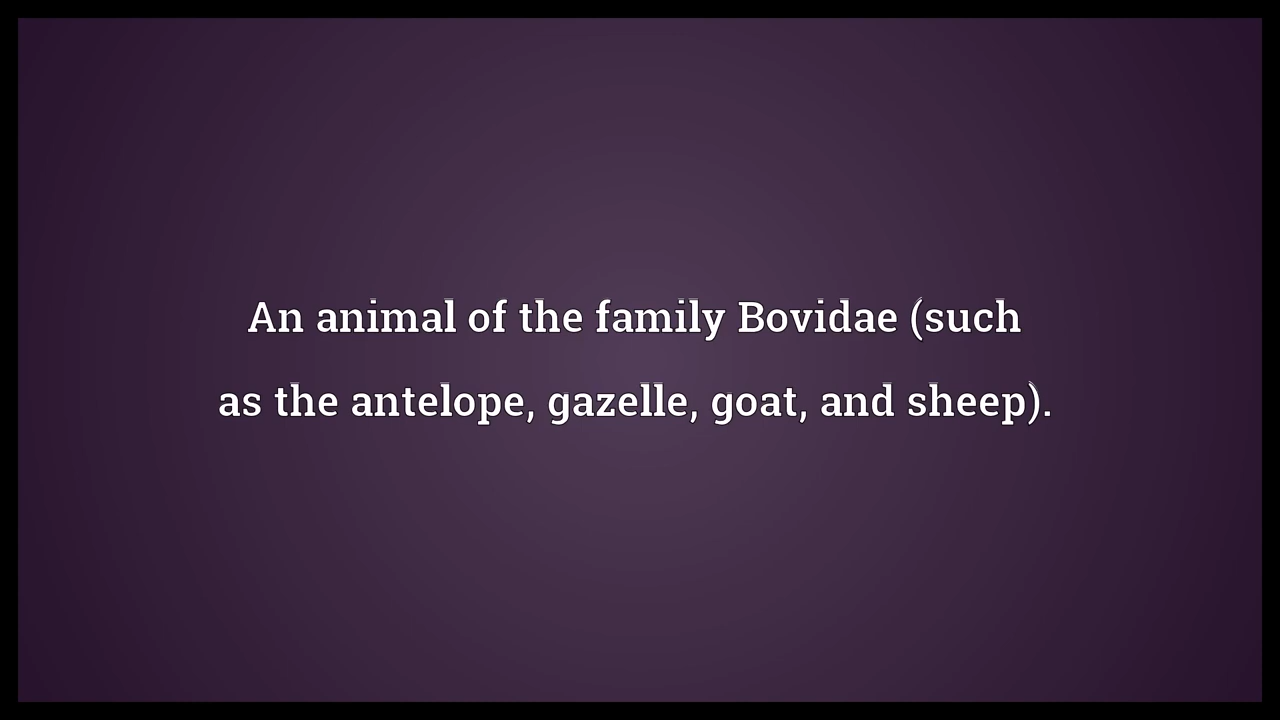 An animal of the family Bovidae (such
as the antelope, gazelle, goat, and sheep).